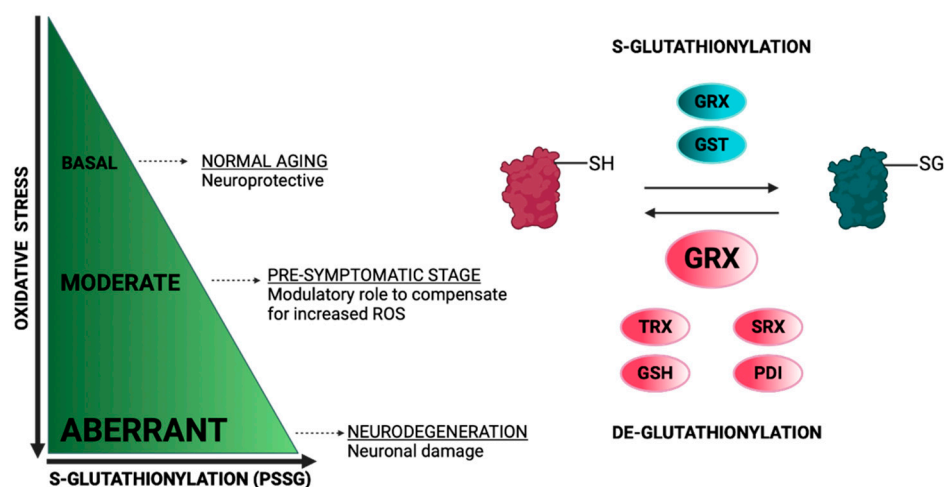 OXIDATIVE STRESS
BASAL
NORMAL AGING
Neuroprotective
MODERATE
PRE-SYMPTOMATIC STAGE
Modulatory role to compensate
for increased ROS
ABERRANT
NEURODEGENERATION
Neuronal damage
S-GLUTATHIONYLATION (PSSG)
S-GLUTATHIONYLATION
GRX
GST
SH
SG
GRX
TRX
SRX
GSH
PDI
DE-GLUTATHIONYLATION